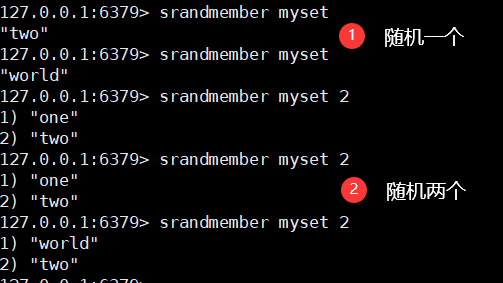 127.0.0.1:6379> srandmember myset
"two"
1 随机一个
127.0.0.1:6379> srandmember myset
"world"
127.0.0.1:6379> srandmember myset 2
1) "one"
2) "two"
127.0.0.1:6379> srandmember myset 2
1) "one"
2 随机两个
2) "two"
127.0.0.1:6379> srandmember myset 2
1) "world"
2) "two"
127.0.0.1:6379>